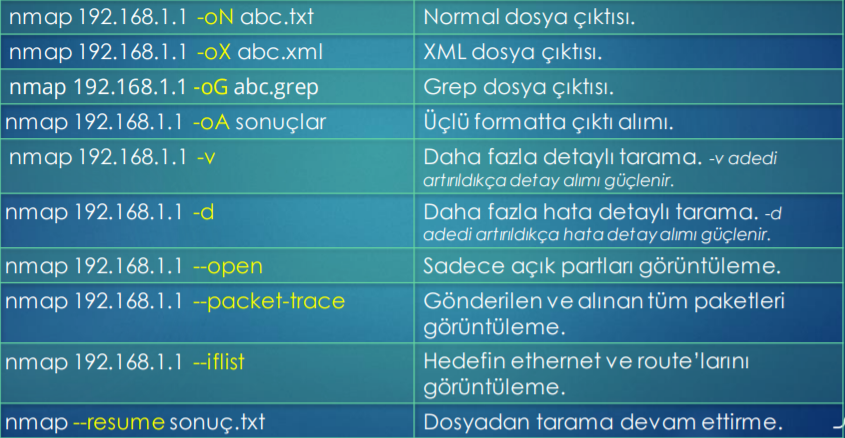 nmap 192.168.1.1 -oN abc.txt
Normal dosya çıktısı.
nmap 192.168.1.1 -oX abc.xml
XML dosya çıktısı.
nmap 192.168.1.1 -oG abc.grep
Grep dosya çıktısı.
nmap 192.168.1.1 -oA sonuçlar
Üçlü formatta çıktı alımı.
nmap 192.168.1.1 -v
Daha fazla detaylı tarama. -v adedi
artırıldıkça detay alımı güçlenir.
nmap 192.168.1.1 -d
Daha fazla hata detaylı tarama. -d
adedi artırıldıkça hata detay alımı güçlenir.
nmap 192.168.1.1 --open
Sadece açık partları görüntüleme.
nmap 192.168.1.1 --packet-trace
Gönderilen ve alınan tüm paketleri
görüntüleme.
nmap 192.168.1.1 --iflist
Hedefin ethernet ve route'larını
görüntüleme.
nmap --resume sonuç.txt
Dosyadan tarama devam ettirme.